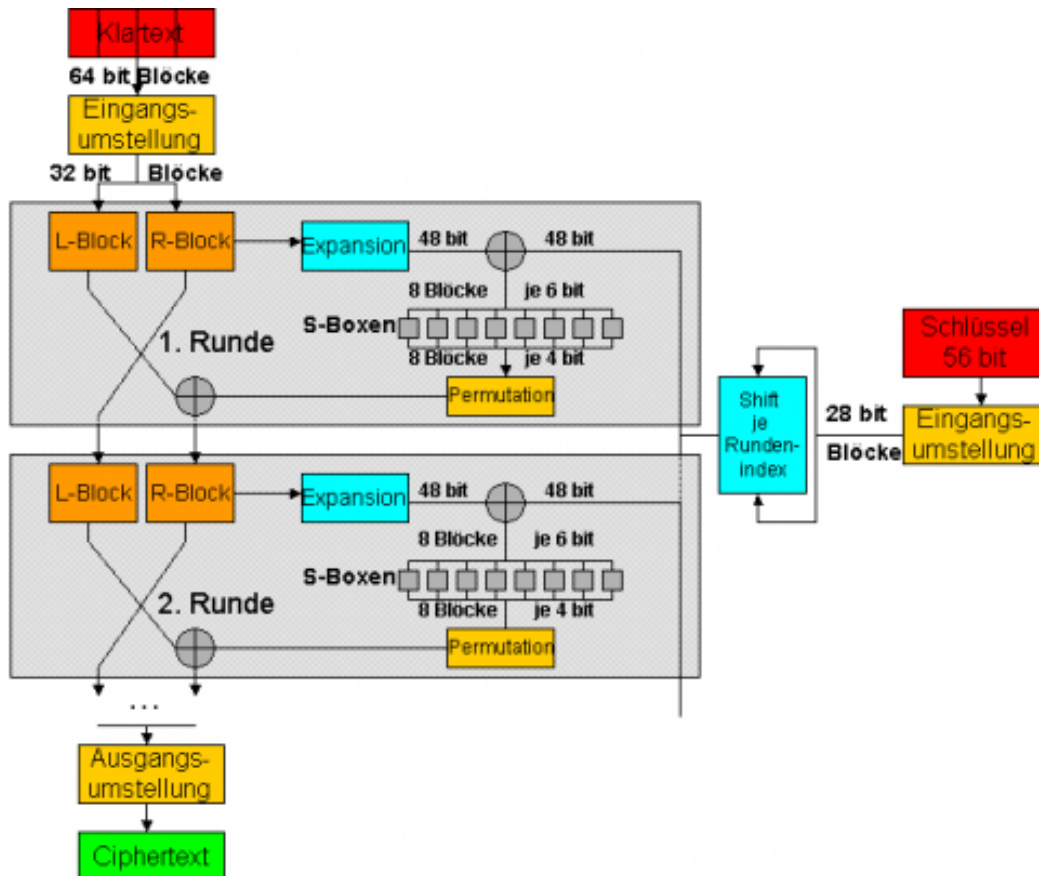 Klartext
64 bit Blöcke
Eingangs-
umstellung
32 bit Blöcke
L-Block
R-Block
Expansion
48 bit
48 bit
8 Blöcke je 6 bit
S-Boxen
8 Blöcke je 4 bit
1. Runde
Permutation
L-Block
R-Block
Expansion
48 bit
48 bit
8 Blöcke je 6 bit
S-Boxen
8 Blöcke je 4 bit
2. Runde
Permutation
...
Ausgangs-
umstellung
Ciphertext
Shift
je
Runden-
index
28 bit
Blöcke
Schlüssel
56 bit
Eingangs-
umstellung